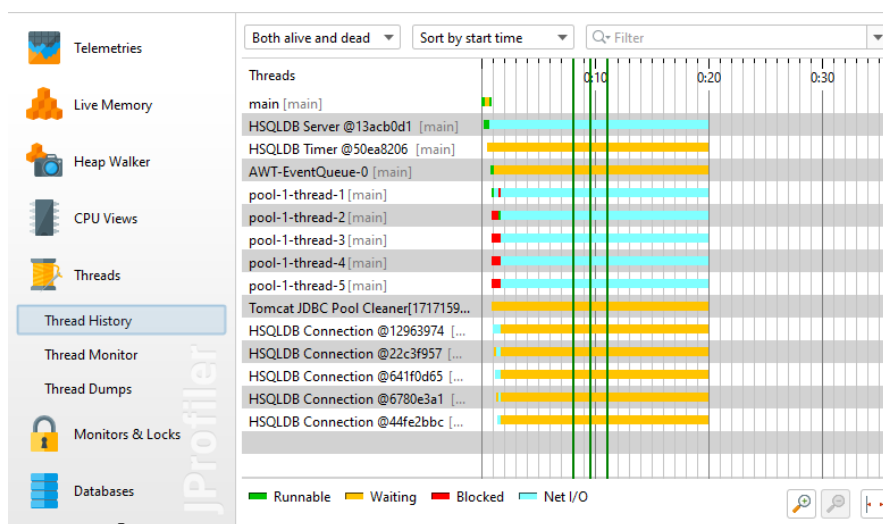 Both alive and dead
Sort by start time
Filter
Telemetries
Live Memory
Heap Walker
CPU Views
Threads
Thread History
Thread Monitor
Thread Dumps
Monitors & Locks
Databases
JProfiler
Threads
0:10
0:20
0:30
main [main]
HSQLDB Server @13acb0d1 [main]
HSQLDB Timer @50ea8206 [main]
AWT-EventQueue-0 [main]
pool-1-thread-1 [main]
pool-1-thread-2 [main]
pool-1-thread-3 [main]
pool-1-thread-4 [main]
pool-1-thread-5 [main]
Tomcat JDBC Pool Cleaner[1717159...
HSQLDB Connection @12963974 [...
HSQLDB Connection @22c3f957 [...
HSQLDB Connection @641f0d65 [...
HSQLDB Connection @6780e3a1 [...
HSQLDB Connection @44fe2bbc [...
Runnable
Waiting
Blocked
Net I/O